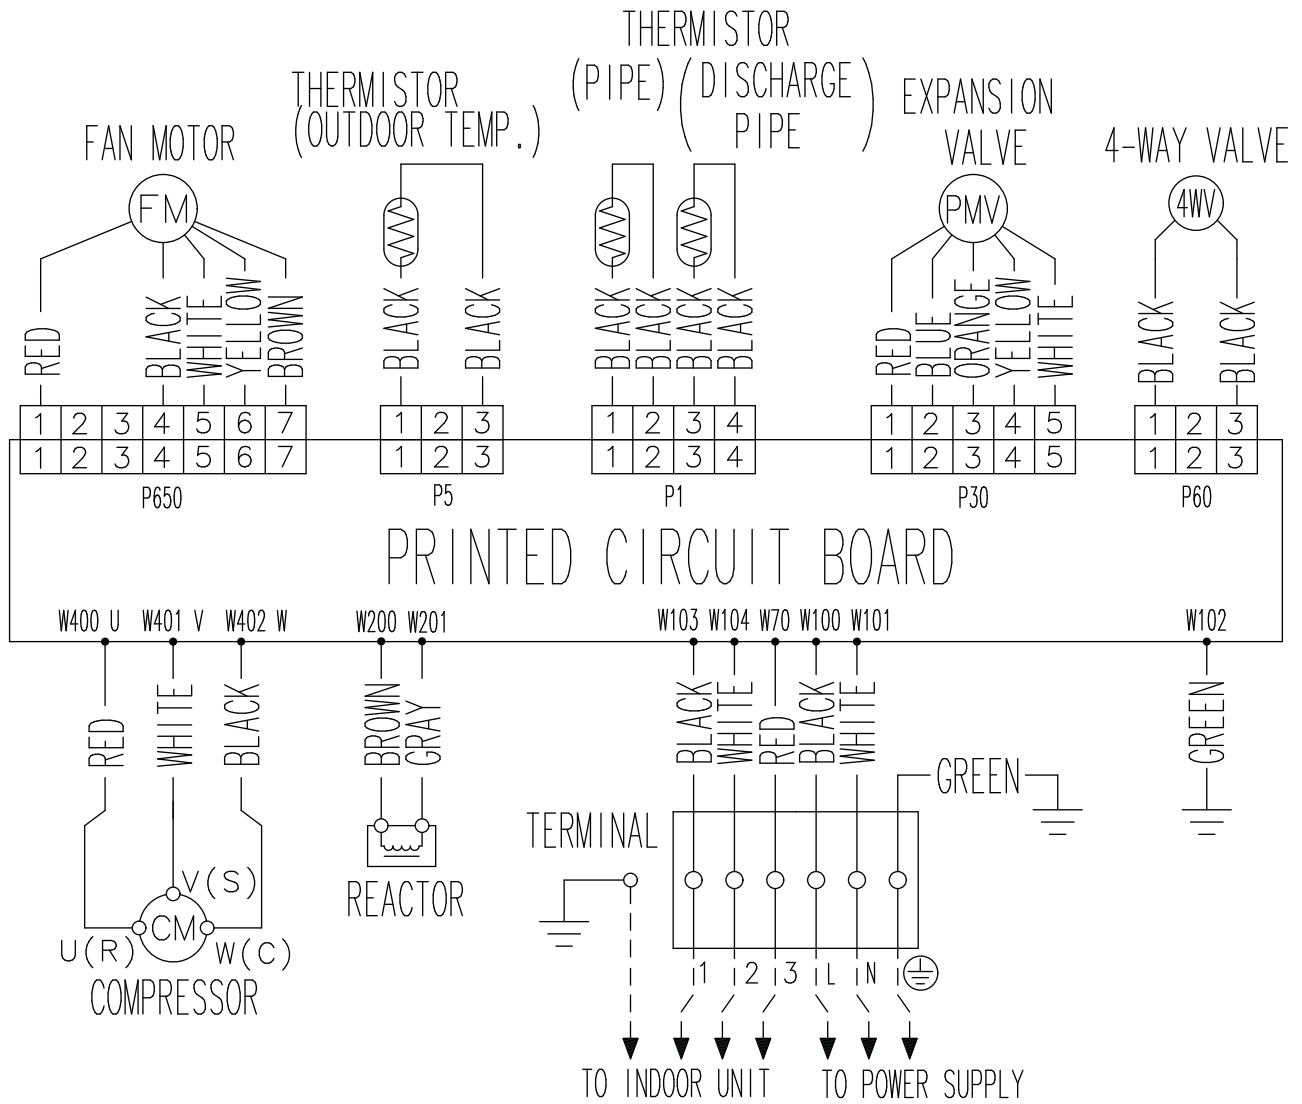 THERMISTOR
(PIPE) (DISCHARGE PIPE)
THERMISTOR
(OUTDOOR TEMP.)
EXPANSION
VALVE
FAN MOTOR
4-WAY VALVE
FM
PMV
4WV
RED BLACK WHITE YELLOW BROWN
BLACK BLACK
BLACK BLACK BLACK BLACK
RED BLUE ORANGE YELLOW WHITE
BLACK BLACK
1 2 3 4 5 6 7
1 2 3
1 2 3 4
1 2 3 4 5
1 2 3
1 2 3 4 5 6 7
1 2 3
1 2 3 4
1 2 3 4 5
1 2 3
P650
P5
P1
P30
P60
PRINTED CIRCUIT BOARD
W400 U W401 V W402 W
W200 W201
W103 W104 W70 W100 W101
W102
RED WHITE BLACK
BROWN GRAY
BLACK WHITE RED BLACK WHITE
GREEN
GREEN
TERMINAL
V(S)
CM
U(R)
W(C)
COMPRESSOR
REACTOR
1 2 3 L N
TO INDOOR UNIT
TO POWER SUPPLY